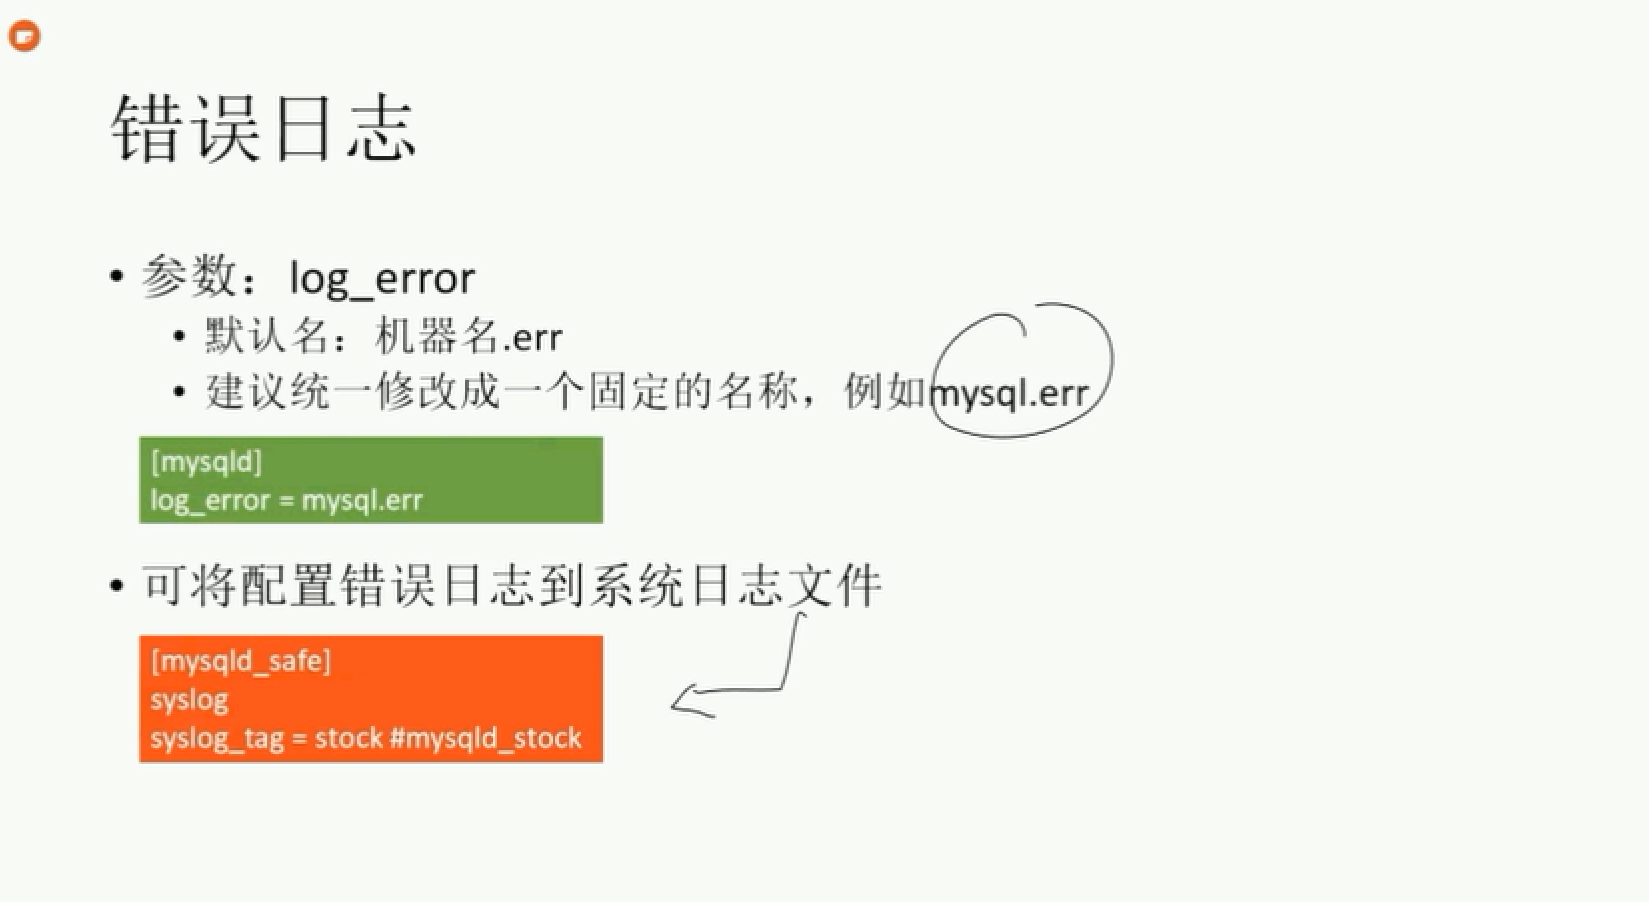 错误日志
• 参数：log_error
• 默认名：机器名.err
• 建议统一修改成一个固定的名称，例如mysql.err
[mysqld]
log_error = mysql.err
• 可将配置错误日志到系统日志文件
[mysqld_safe]
syslog
syslog_tag = stock #mysqld_stock